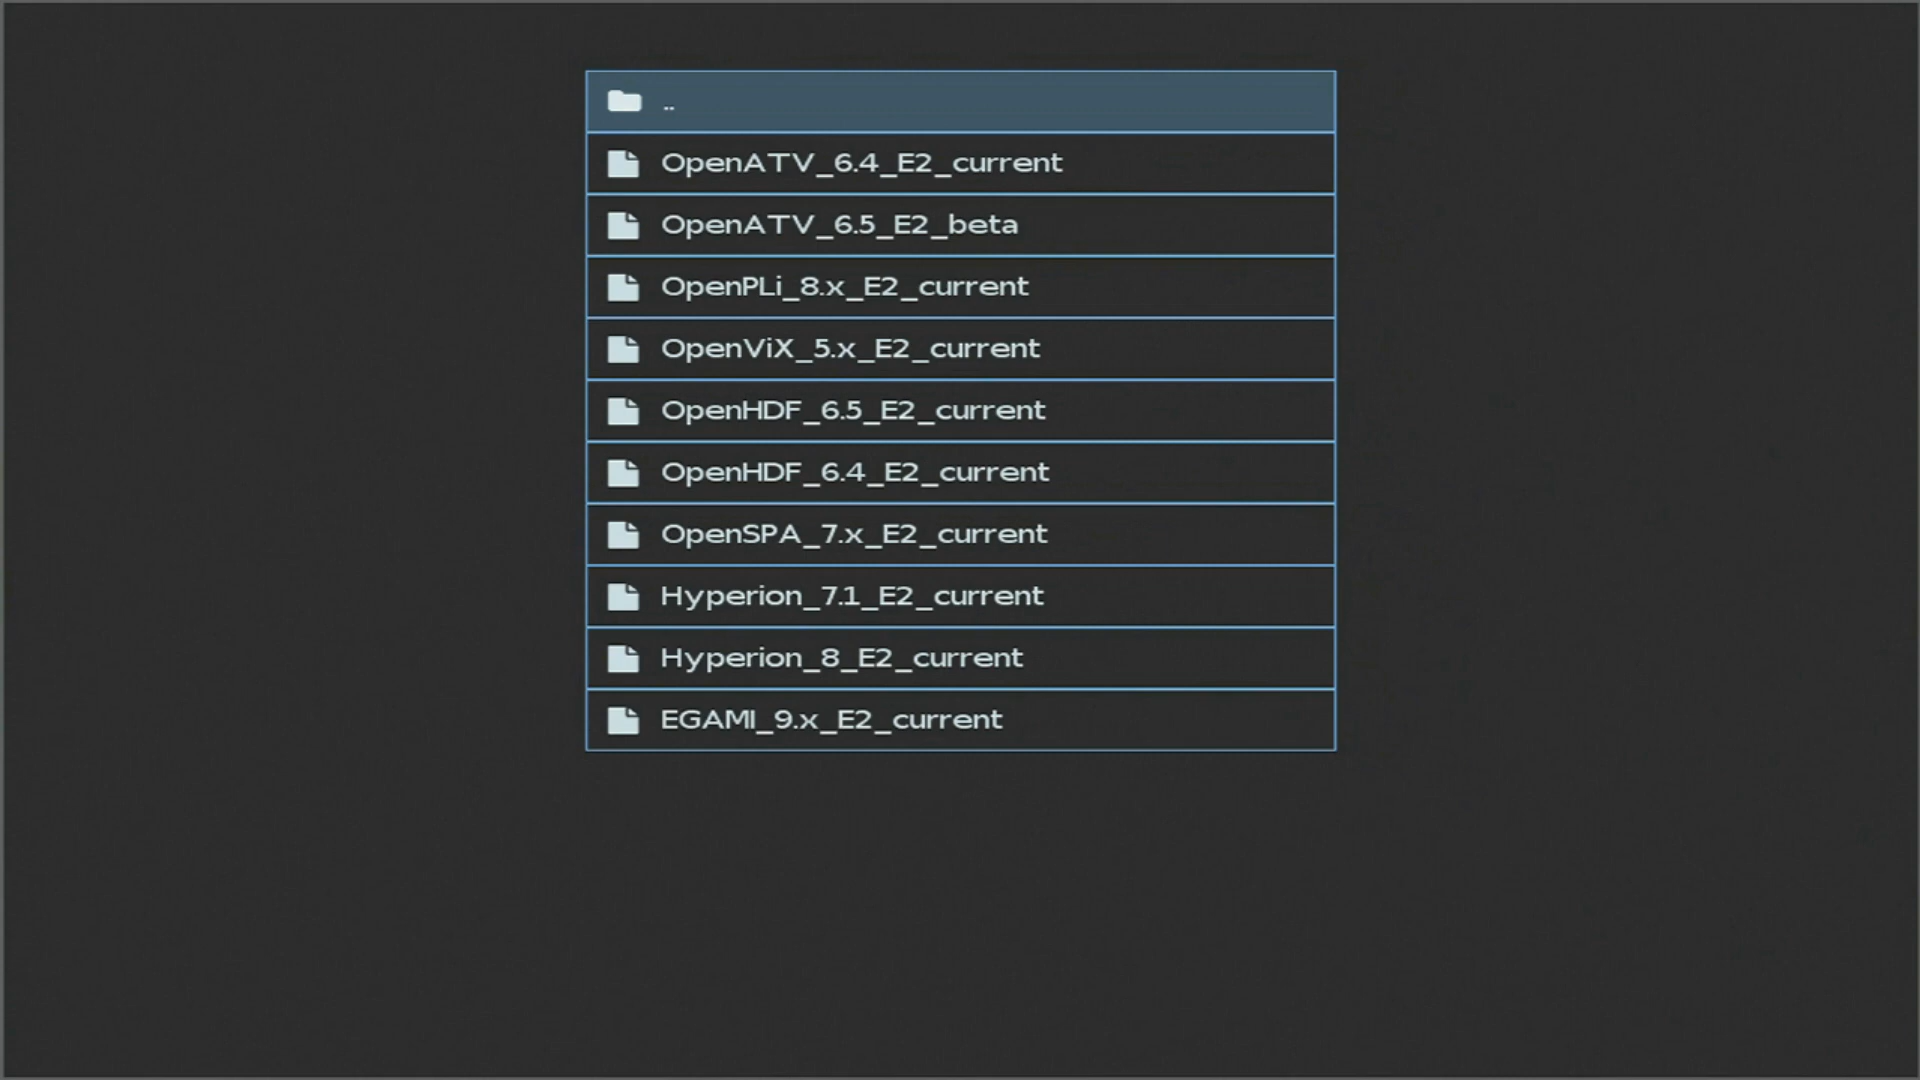 ..
OpenATV_6.4_E2_current
OpenATV_6.5_E2_beta
OpenPLi_8.x_E2_current
OpenViX_5.x_E2_current
OpenHDF_6.5_E2_current
OpenHDF_6.4_E2_current
OpenSPA_7.x_E2_current
Hyperion_7.1_E2_current
Hyperion_8_E2_current
EGAMI_9.x_E2_current